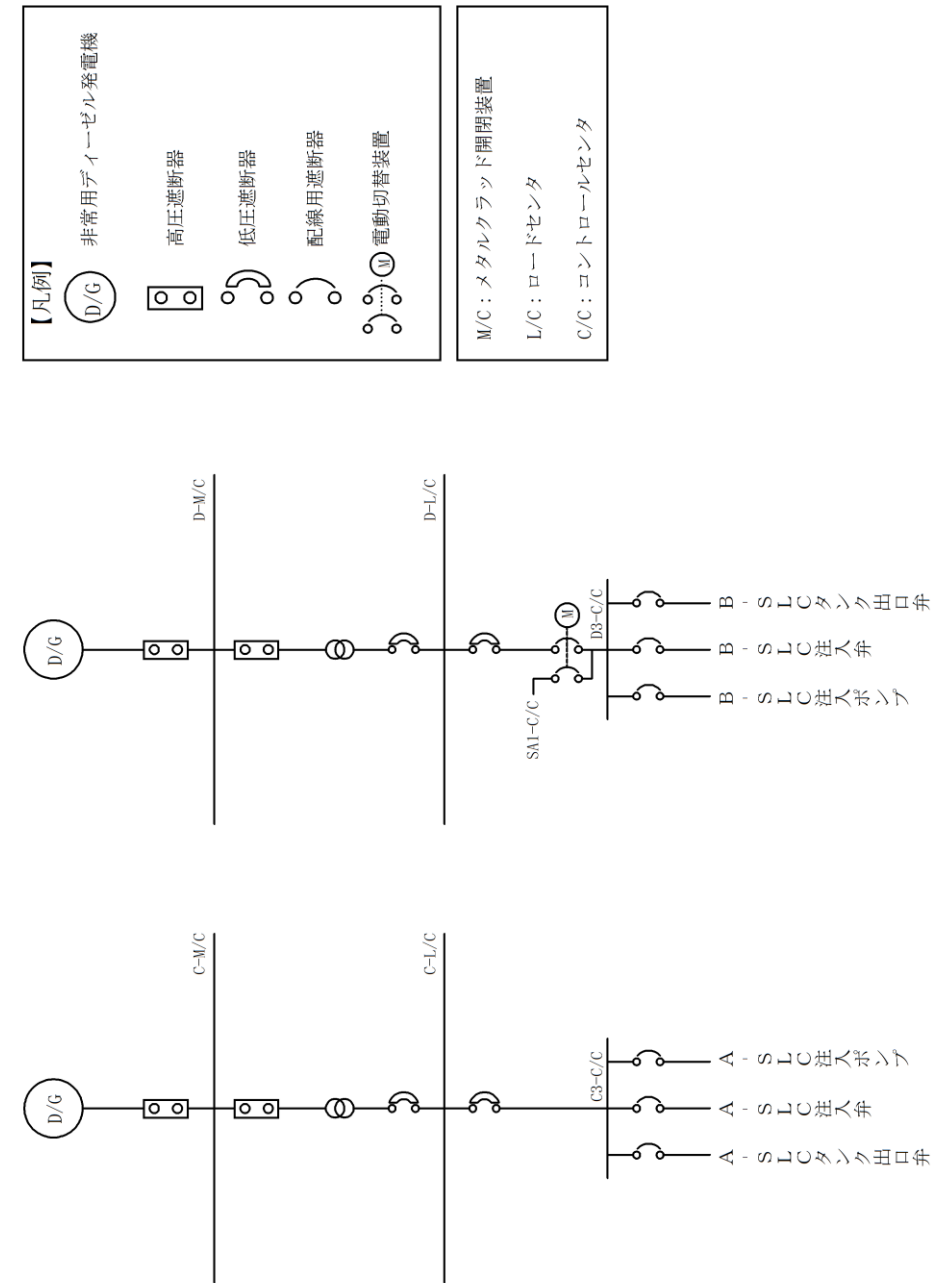 【凡例】
D/G
非常用ディーゼル発電機
高圧遮断器
低圧遮断器
配線用遮断器
M
電動切替装置
M/C：メタルクラッド開閉装置
L/C：ロードセンタ
C/C：コントロールセンタ
D/G
D-M/C
D-L/C
SA1-C/C
M
D3-C/C
B-SLCタンク出口弁
B-SLC注入弁
B-SLC注入ポンプ
D/G
C-M/C
C-L/C
C3-C/C
A-SLC注入ポンプ
A-SLC注入弁
A-SLCタンク出口弁